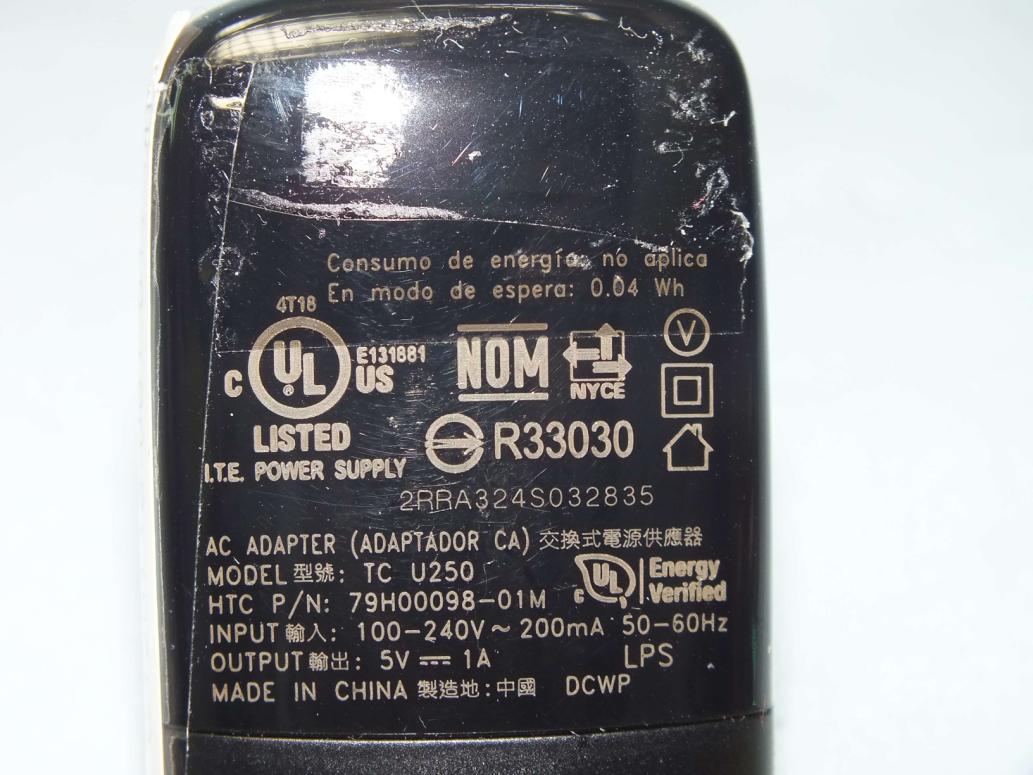 Consumo de energía: no aplica
En modo de espera: 0.04 Wh
4T18
C UL ® US E131881
LISTED
I.T.E. POWER SUPPLY
NOM
NYCE
V
R33030
2RRA324S032835
AC ADAPTER (ADAPTADOR CA) 交換式電源供應器
MODEL 型號: TC U250
c UL Energy Verified
HTC P/N: 79H00098-01M
INPUT 輸入: 100-240V ~ 200mA 50-60Hz
OUTPUT 輸出: 5V ⎓ 1A LPS
MADE IN CHINA 製造地:中國 DCWP